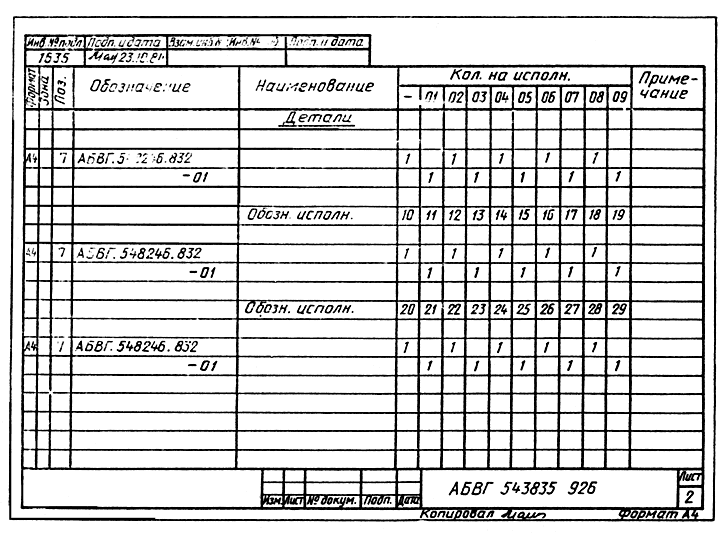 Инв. № подл. Подп. и дата Взам. инв. № Инв. № Подп. и дата
1535 23.10.81
Формат Зона Поз. Обозначение Наименование Кол. на исполн. Приме-
чание
– 01 02 03 04 05 06 07 08 09
Детали
А4 АБВГ.5 832 1 1 1 1 1
–01 1 1 1 1 1
Обозн. исполн. 10 11 12 13 14 15 16 17 18 19
А4 АБВГ.548246.832 1 1 1 1 1
–01 1 1 1 1 1
Обозн. исполн. 20 21 22 23 24 25 26 27 28 29
А4 1 АБВГ.548246.832 1 1 1 1 1
–01 1 1 1 1 1
АБВГ 543835 926 Лист
2
Изм. Лист № докум. Подп. Дата
Копировал Формат А4